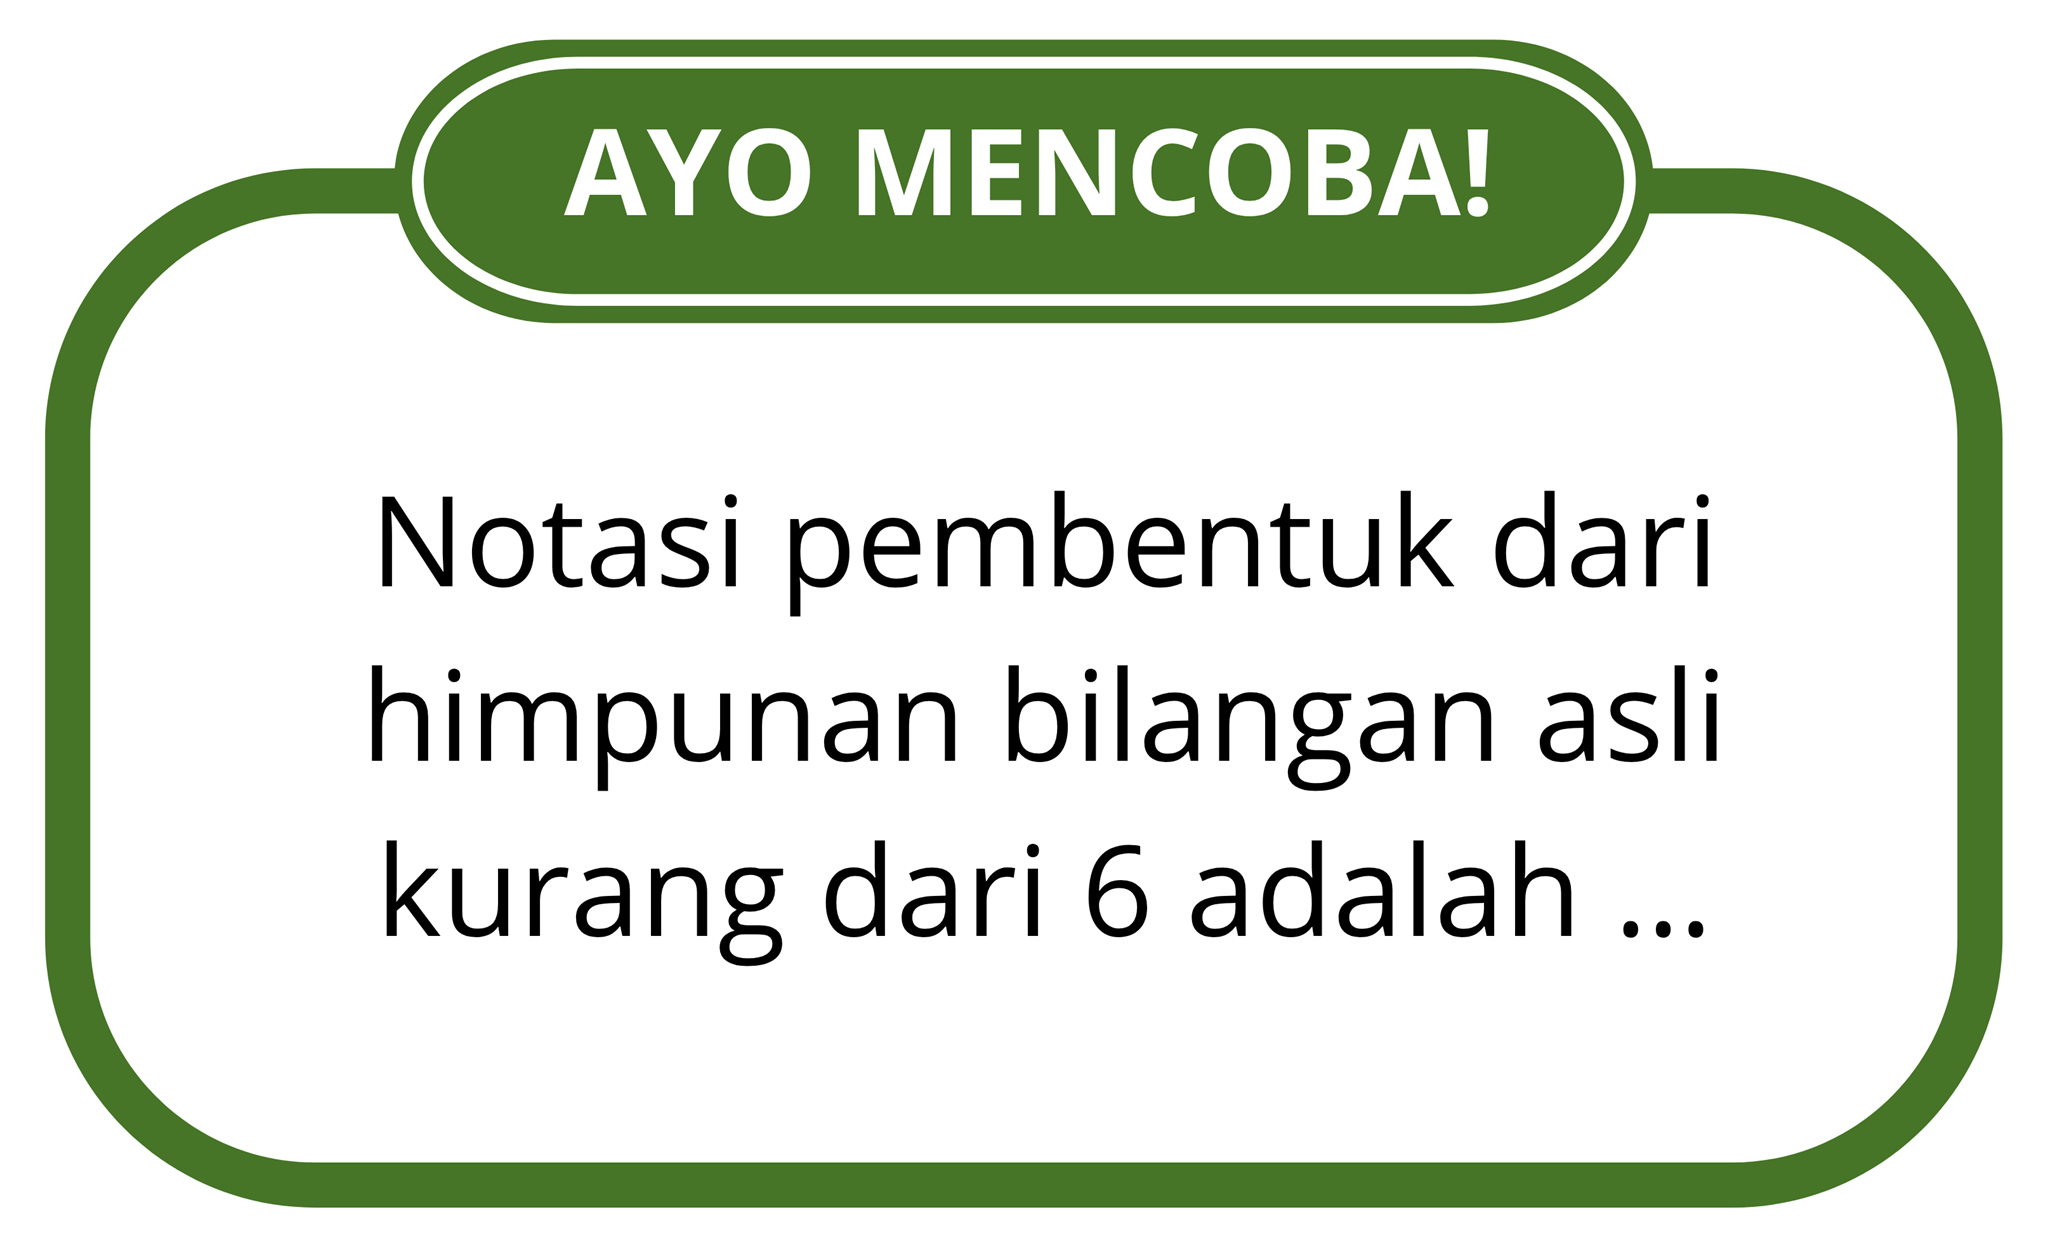 AYO MENCOBA!
Notasi pembentuk dari
himpunan bilangan asli
kurang dari 6 adalah ...